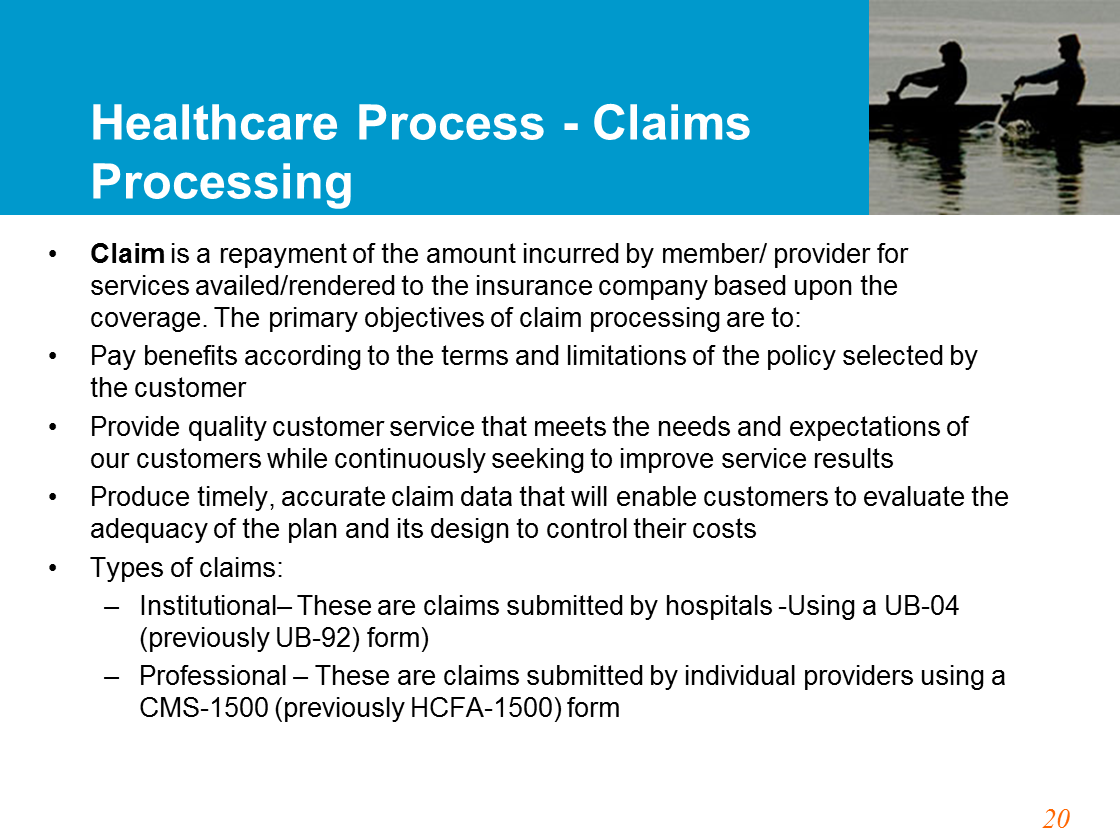 Healthcare Process - Claims
Processing
• Claim is a repayment of the amount incurred by member/ provider for
services availed/rendered to the insurance company based upon the
coverage. The primary objectives of claim processing are to:
• Pay benefits according to the terms and limitations of the policy selected by
the customer
• Provide quality customer service that meets the needs and expectations of
our customers while continuously seeking to improve service results
• Produce timely, accurate claim data that will enable customers to evaluate the
adequacy of the plan and its design to control their costs
• Types of claims:
– Institutional– These are claims submitted by hospitals -Using a UB-04
(previously UB-92) form)
– Professional – These are claims submitted by individual providers using a
CMS-1500 (previously HCFA-1500) form
20